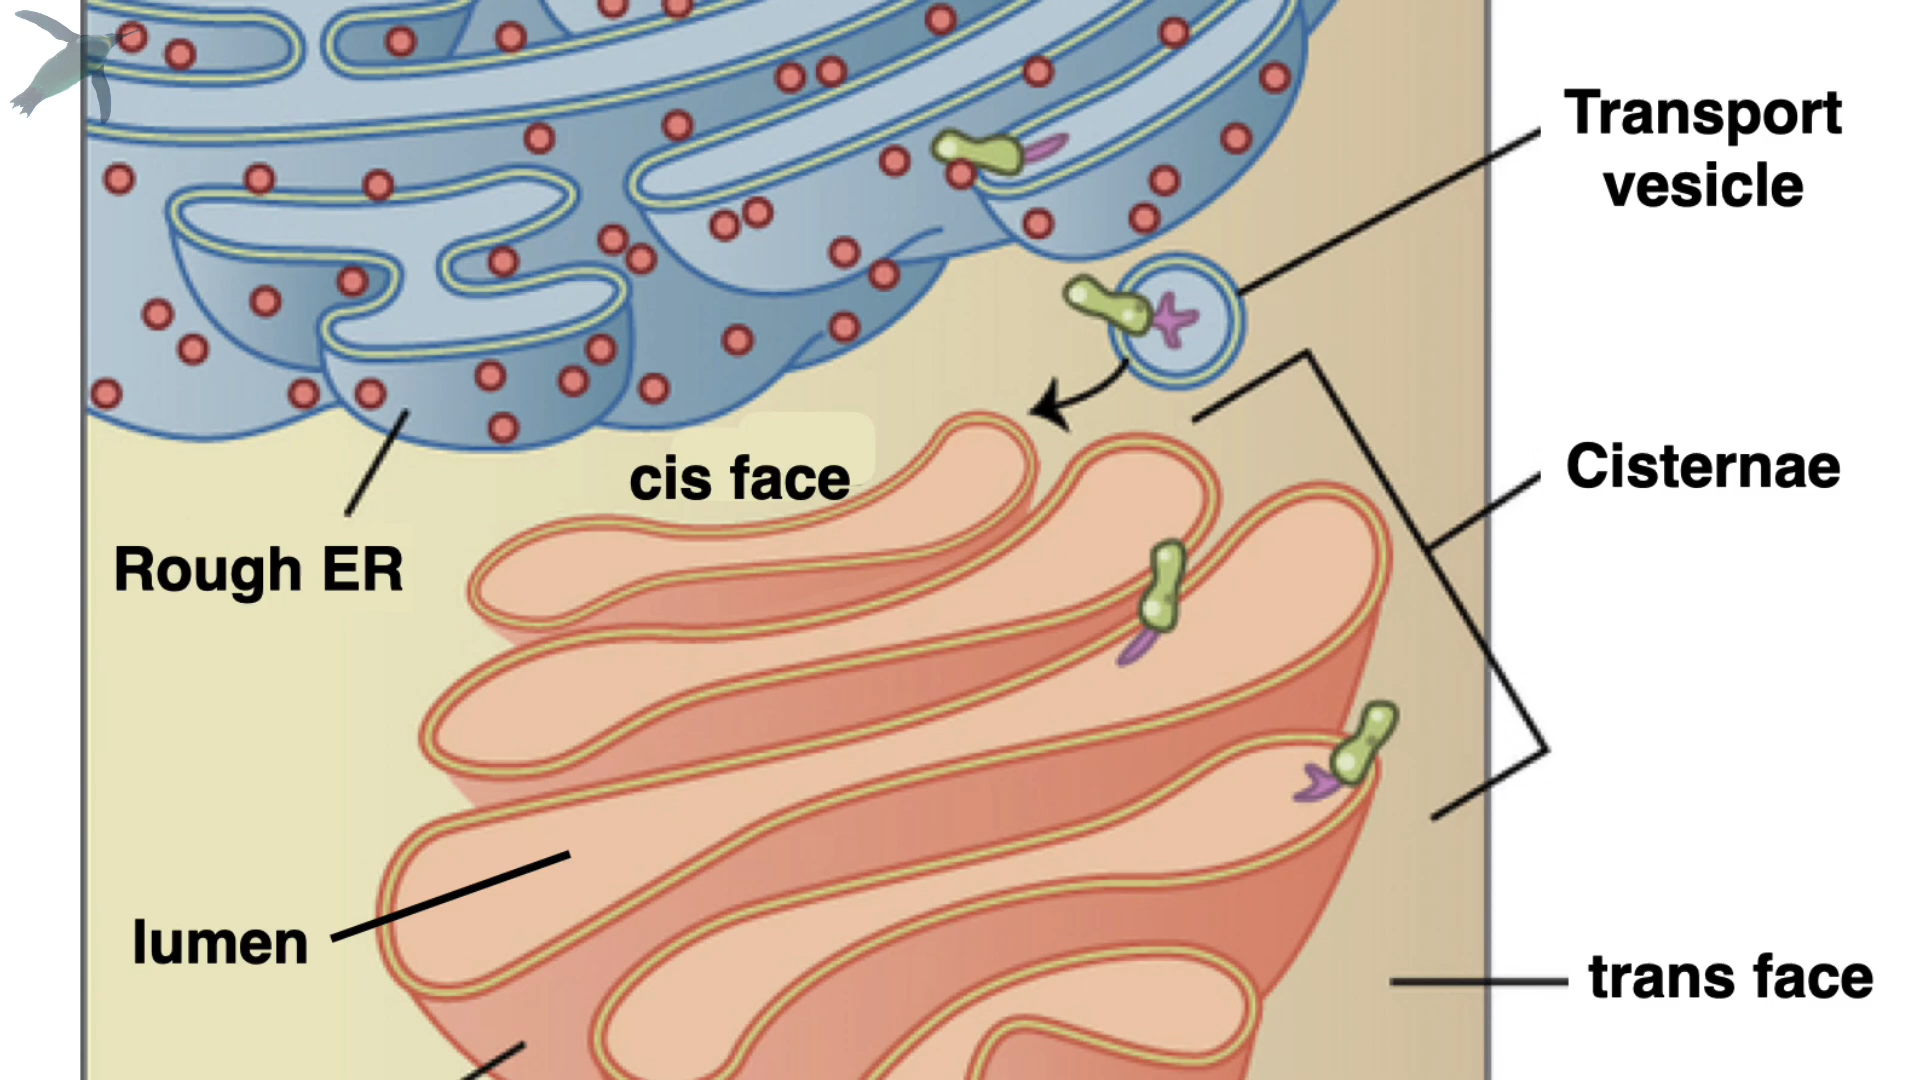 Transport
vesicle
Cisternae
cis face
Rough ER
lumen
trans face